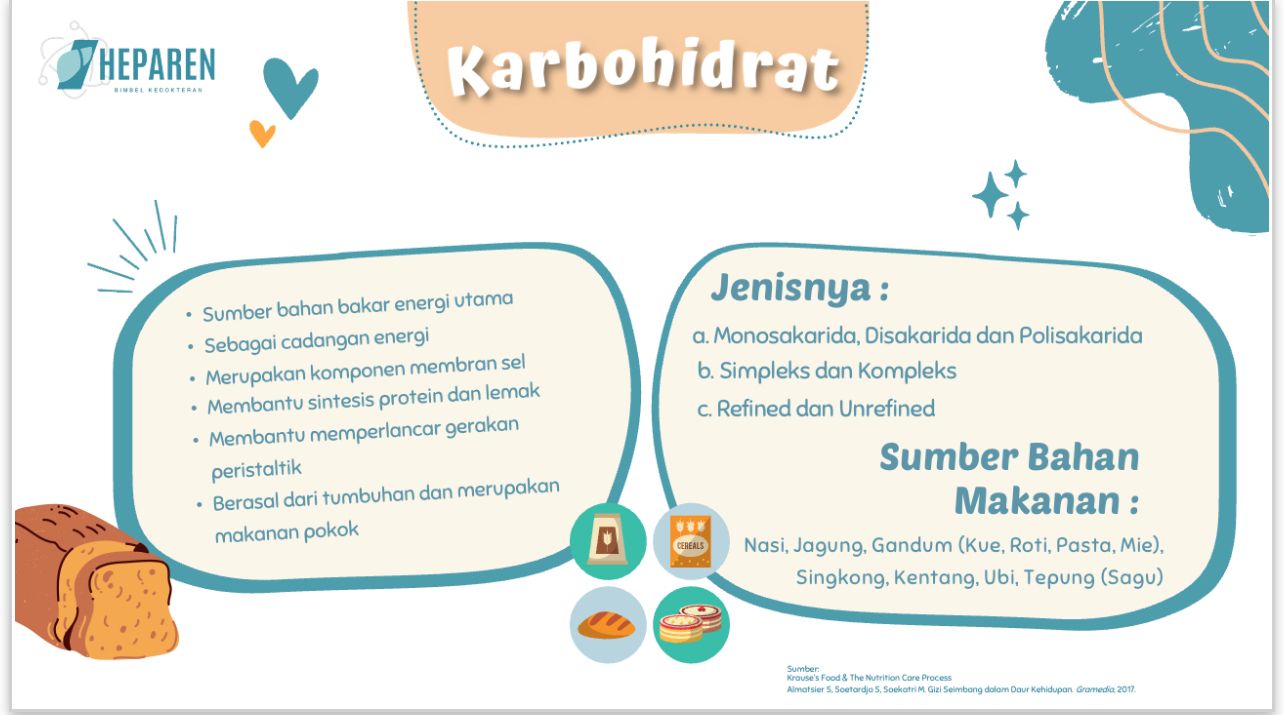 HEPAREN
BIMBEL KEDOKTERAN
Karbohidrat
• Sumber bahan bakar energi utama
• Sebagai cadangan energi
• Merupakan komponen membran sel
• Membantu sintesis protein dan lemak
• Membantu memperlancar gerakan
peristaltik
• Berasal dari tumbuhan dan merupakan
makanan pokok
Jenisnya :
a. Monosakarida, Disakarida dan Polisakarida
b. Simpleks dan Kompleks
c. Refined dan Unrefined
Sumber Bahan
Makanan :
Nasi, Jagung, Gandum (Kue, Roti, Pasta, Mie),
Singkong, Kentang, Ubi, Tepung (Sagu)
CEREALS
Sumber:
Krause's Food & The Nutrition Care Process
Almatsier S, Soetardjo S, Soekatri M. Gizi Seimbang dalam Daur Kehidupan. Gramedia, 2017.